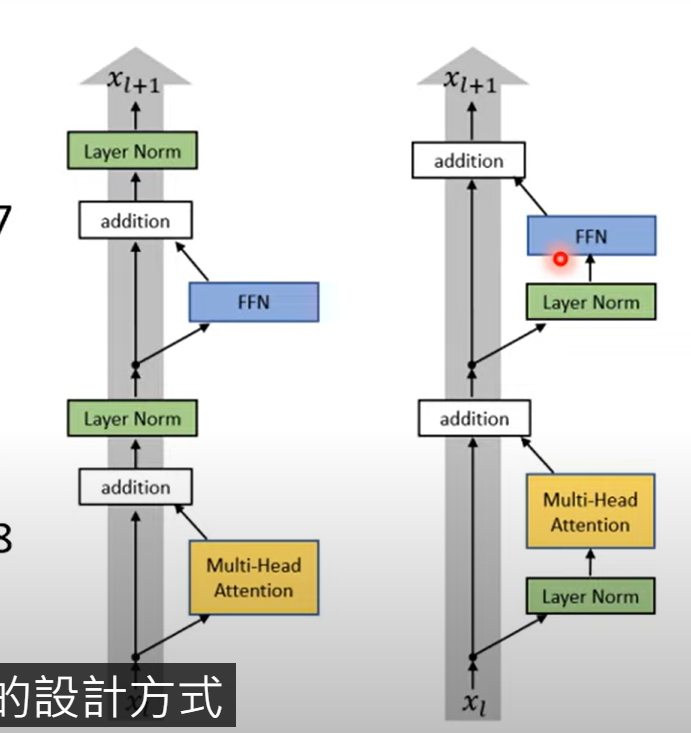 x_{l+1}
Layer Norm
addition
FFN
Layer Norm
addition
Multi-Head
Attention
x_l
x_{l+1}
addition
FFN
Layer Norm
addition
Multi-Head
Attention
Layer Norm
x_l
7
8
的設計方式